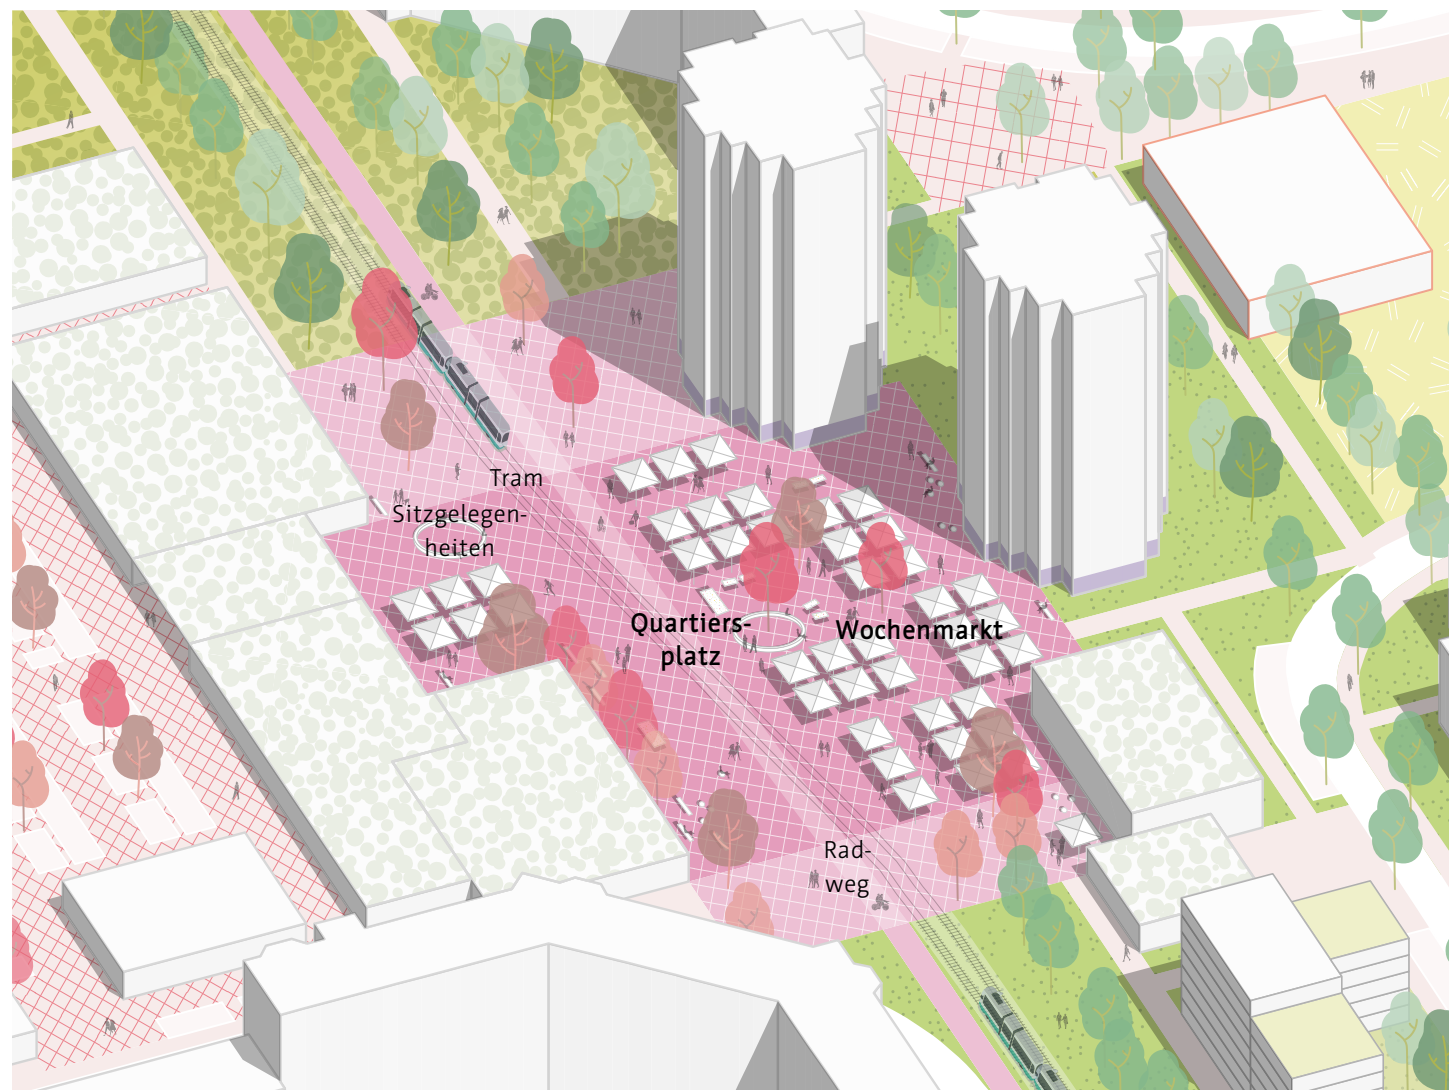 Tram
Sitzgelegen-
heiten
Quartiers-
platz
Wochenmarkt
Rad-
weg